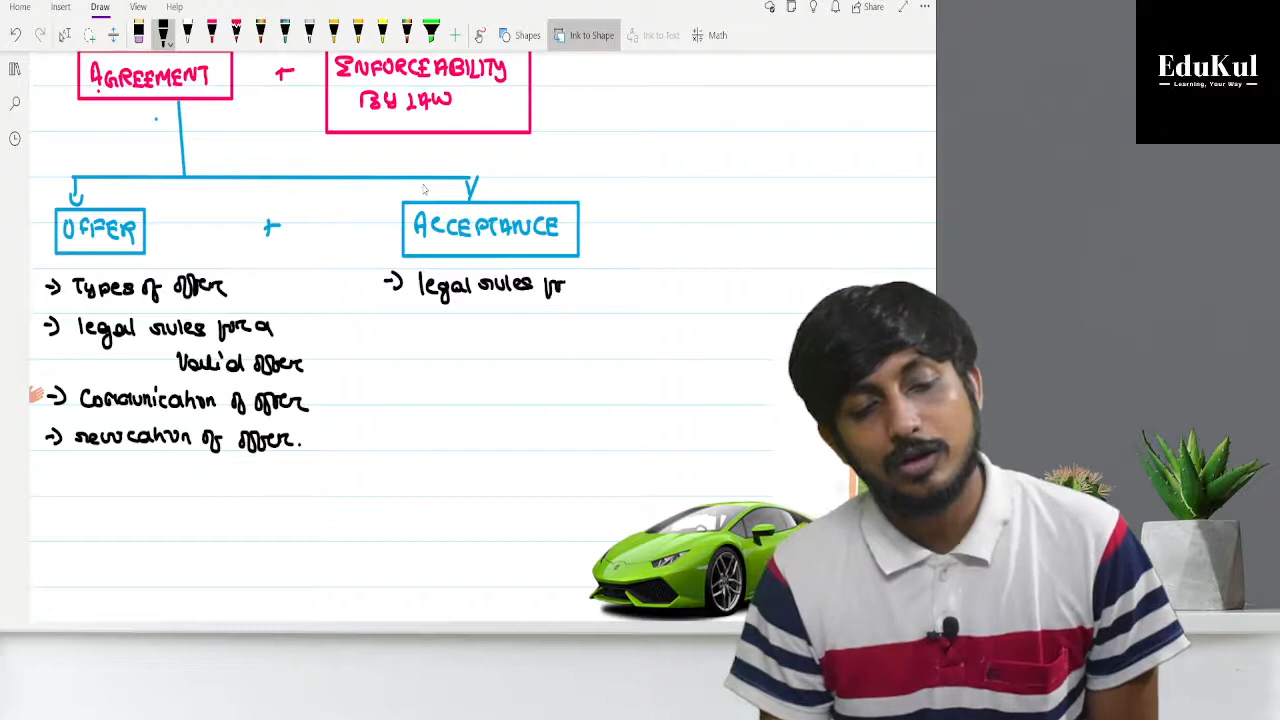 Home Insert Draw View Help Share
Shapes Ink to Shape Ink to Text Math
EduKul
Learning, Your Way
AGREEMENT + ENFORCEABILITY
BY LAW
OFFER + ACCEPTANCE
-> Types of offer
-> legal rules for a
Valid offer
-> Communication of offer
-> revocation of offer.
-> legal rules for